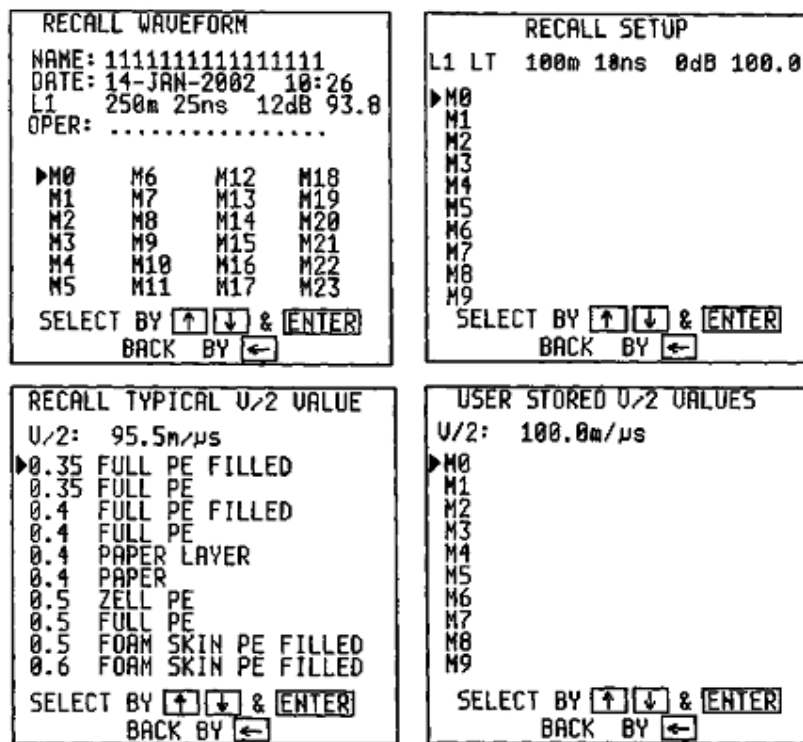 RECALL WAVEFORM
NAME: 1111111111111111
DATE: 14-JAN-2002 10:26
L1 250m 25ns 12dB 93.8
OPER: ................
▶M0 M6 M12 M18
M1 M7 M13 M19
M2 M8 M14 M20
M3 M9 M15 M21
M4 M10 M16 M22
M5 M11 M17 M23
SELECT BY ↑ ↓ & ENTER
BACK BY ←
RECALL SETUP
L1 LT 100m 10ns 0dB 100.0
▶M0
M1
M2
M3
M4
M5
M6
M7
M8
M9
SELECT BY ↑ ↓ & ENTER
BACK BY ←
RECALL TYPICAL V/2 VALUE
V/2: 95.5m/µs
▶0.35 FULL PE FILLED
0.35 FULL PE
0.4 FULL PE FILLED
0.4 FULL PE
0.4 PAPER LAYER
0.4 PAPER
0.5 ZELL PE
0.5 FULL PE
0.5 FOAM SKIN PE FILLED
0.6 FOAM SKIN PE FILLED
SELECT BY ↑ ↓ & ENTER
BACK BY ←
USER STORED V/2 VALUES
V/2: 100.0m/µs
▶M0
M1
M2
M3
M4
M5
M6
M7
M8
M9
SELECT BY ↑ ↓ & ENTER
BACK BY ←